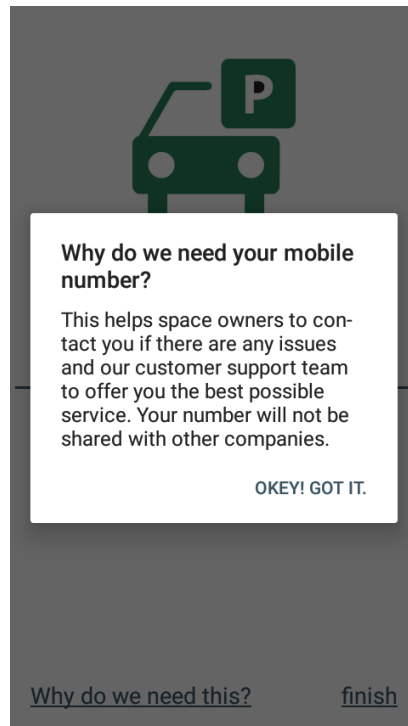 P
Why do we need your mobile
number?
This helps space owners to con-
tact you if there are any issues
and our customer support team
to offer you the best possible
service. Your number will not be
shared with other companies.
OKEY! GOT IT.
Why do we need this? finish